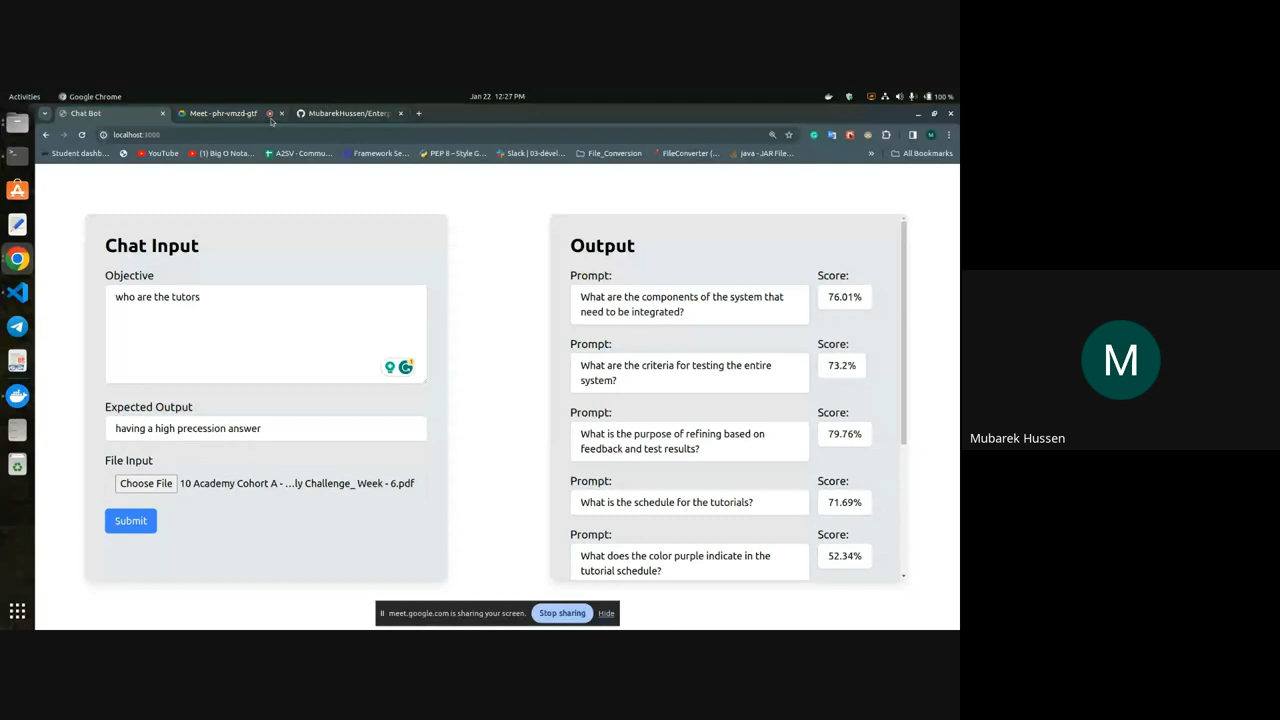 Activities
Google Chrome
Jan 22 12:27 PM
100 %
Chat Bot
Meet - phr-vmzd-gtf
MubarekHussen/Enterp
localhost:3000
M
Student dashb...
YouTube
(1) Big O Nota...
A2SV - Commu...
Framework Se...
PEP 8 – Style G...
Slack | 03-devel...
File_Conversion
FileConverter (...
java - JAR File...
»
All Bookmarks
Chat Input
Objective
who are the tutors
Expected Output
having a high precession answer
File Input
Choose File 10 Academy Cohort A - ...ly Challenge_ Week - 6.pdf
Submit
Output
Prompt:
Score:
What are the components of the system that
need to be integrated?
76.01%
Prompt:
Score:
What are the criteria for testing the entire
system?
73.2%
Prompt:
Score:
What is the purpose of refining based on
feedback and test results?
79.76%
Prompt:
Score:
What is the schedule for the tutorials?
71.69%
Prompt:
Score:
What does the color purple indicate in the
tutorial schedule?
52.34%
meet.google.com is sharing your screen.
Stop sharing
Hide
M
Mubarek Hussen